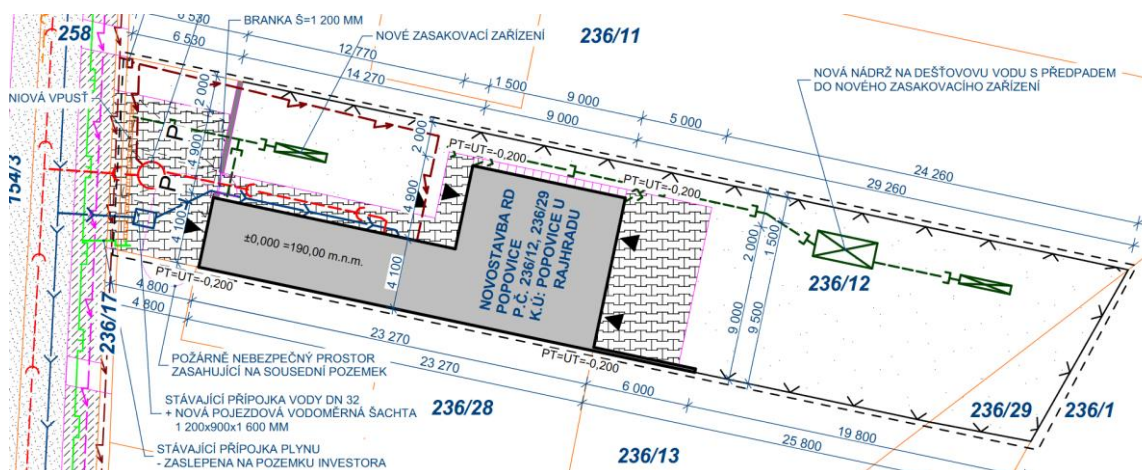 6 530
BRANKA Š=1 200 MM
258
6 530
12 770
NOVÉ ZASAKOVACÍ ZAŘÍZENÍ
236/11
14 270
1 500
9 000
9 000
5 000
NOVÁ NÁDRŽ NA DEŠŤOVOU VODU S PŘEDPADEM
DO NOVÉHO ZASAKOVACÍHO ZAŘÍZENÍ
NIOVÁ VPUSŤ
2 000
2 000
P
4 900
4 900
-0,200
PT=UT=-0,200
24 260
29 260
154/3
P
4 100
±0,000 =190,00 m.n.m.
4 100
NOVOSTAVBA RD
POPOVICE
P.Č. 236/12, 236/29
K.Ú: POPOVICE U
RAJHRADU
2 000
1 500
236/12
PT=UT=-0,200
4 800
4 800
236/17
23 270
23 270
9 000
9 500
PT=UT=-0,200
POŽÁRNĚ NEBEZPEČNÝ PROSTOR
ZASAHUJÍCÍ NA SOUSEDNÍ POZEMEK
6 000
STÁVAJÍCÍ PŘÍPOJKA VODY DN 32
+ NOVÁ POJEZDOVÁ VODOMĚRNÁ ŠACHTA
1 200x900x1 600 MM
236/28
236/29
236/1
19 800
25 800
STÁVAJÍCÍ PŘÍPOJKA PLYNU
- ZASLEPENA NA POZEMKU INVESTORA
236/13